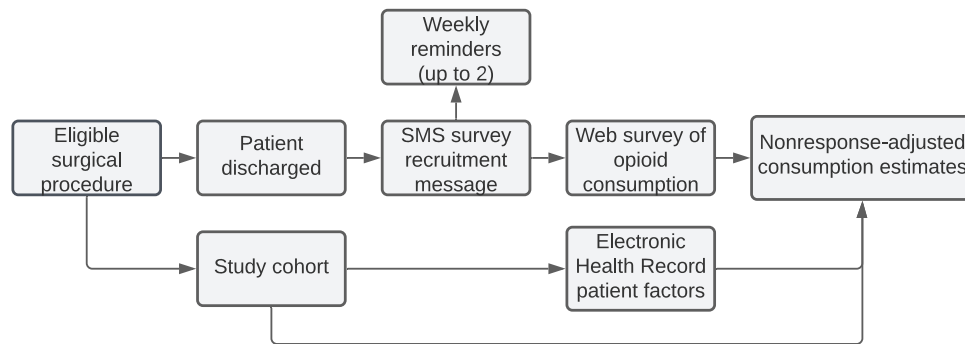 Weekly
reminders
(up to 2)
Eligible
surgical
procedure
Patient
discharged
SMS survey
recruitment
message
Web survey of
opioid
consumption
Nonresponse-adjusted
consumption estimates
Study cohort
Electronic
Health Record
patient factors